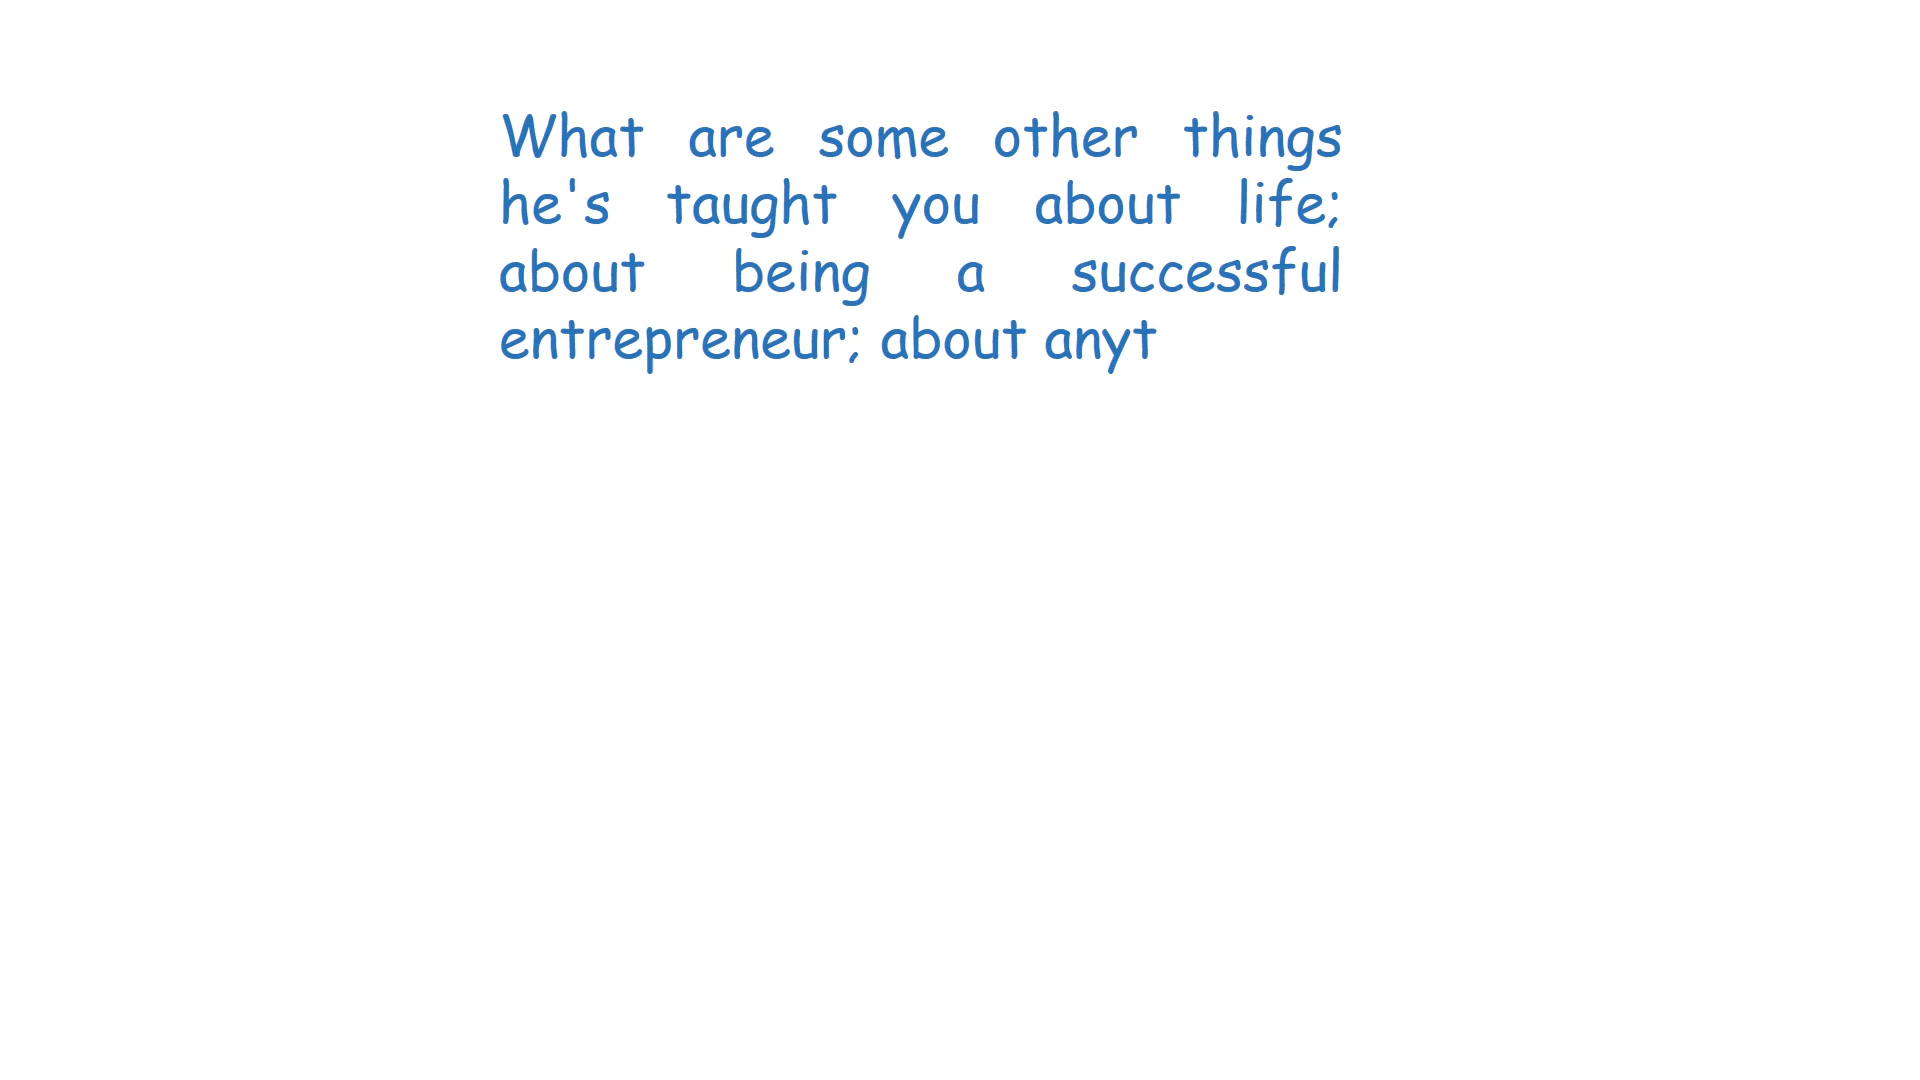 What are some other things
he's taught you about life;
about being a successful
entrepreneur; about anyt